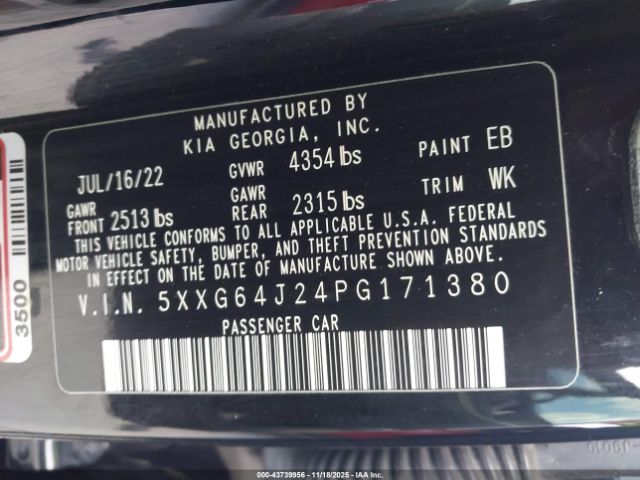 MANUFACTURED BY
KIA GEORGIA, INC.
JUL/16/22 GVWR 4354 lbs PAINT EB
GAWR FRONT 2513 lbs GAWR REAR 2315 lbs TRIM WK
THIS VEHICLE CONFORMS TO ALL APPLICABLE U.S.A. FEDERAL
MOTOR VEHICLE SAFETY, BUMPER, AND THEFT PREVENTION STANDARDS
IN EFFECT ON THE DATE OF MANUFACTURE SHOWN ABOVE.
V.I.N. 5XXG64J24PG171380
PASSENGER CAR
3500
000-43739956 - 11/18/2025 - IAAI.COM